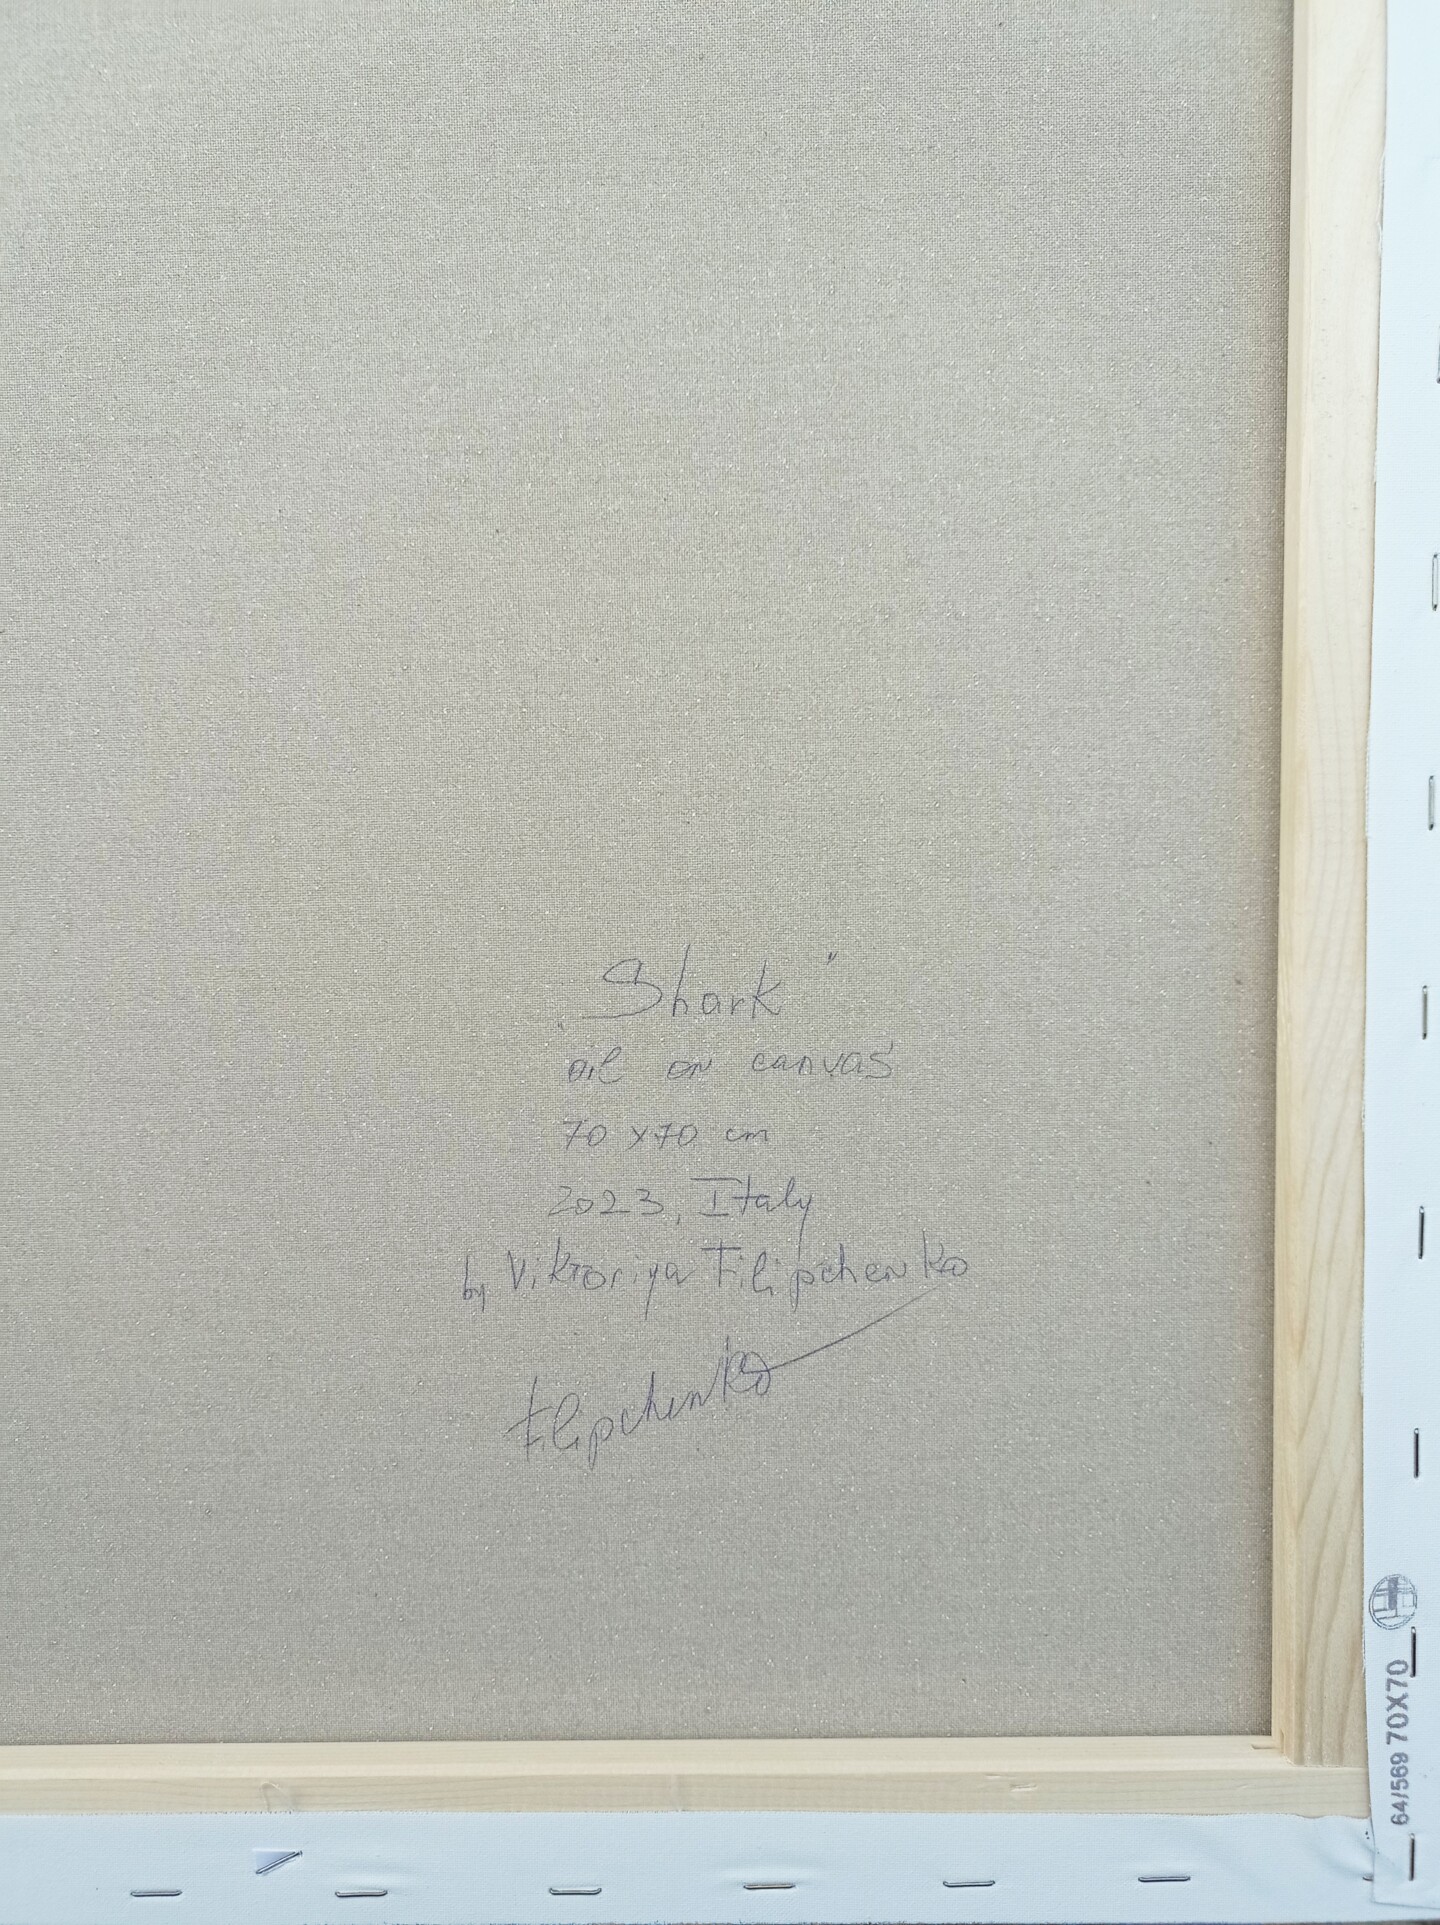 „Shark"
oil on canvas
70 x 70 cm
2023, Italy
by Viktoriya Filipchenko
Filipchenko
64/569 70X70